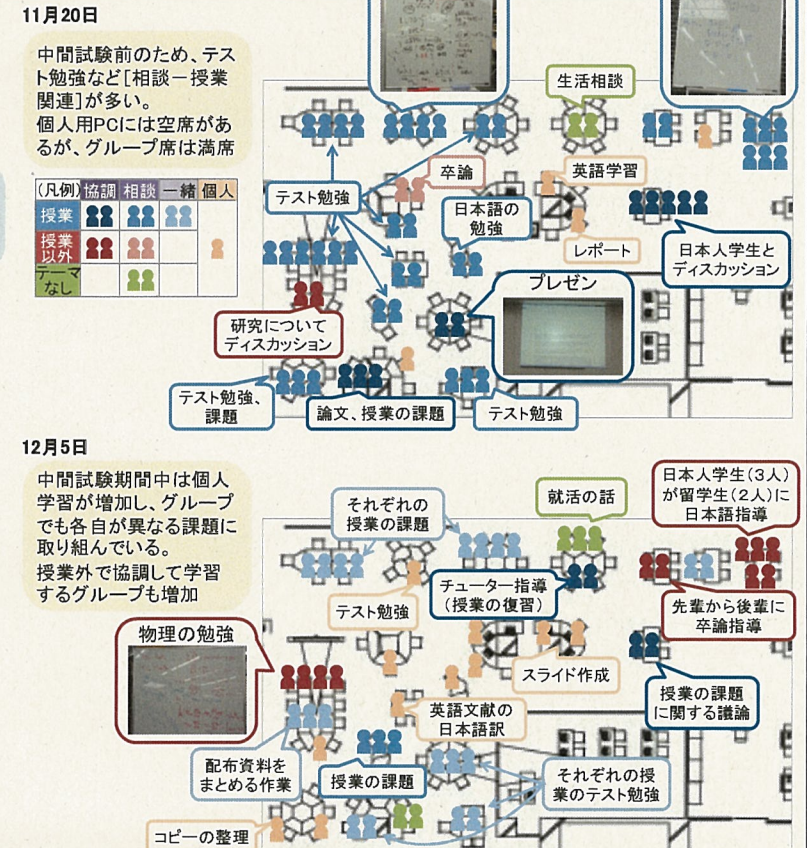 11月20日
中間試験前のため、テス
ト勉強など[相談－授業
関連]が多い。
個人用PCには空席があ
るが、グループ席は満席
(凡例)
協調
相談
一緒
個人
授業
授業
以外
テーマ
なし
生活相談
卒論
英語学習
テスト勉強
日本語の
勉強
レポート
日本人学生と
ディスカッション
プレゼン
研究について
ディスカッション
テスト勉強、
課題
論文、授業の課題
テスト勉強
12月5日
中間試験期間中は個人
学習が増加し、グループ
でも各自が異なる課題に
取り組んでいる。
授業外で協調して学習
するグループも増加
それぞれの
授業の課題
就活の話
日本人学生(3人)
が留学生(2人)に
日本語指導
テスト勉強
チューター指導
(授業の復習)
先輩から後輩に
卒論指導
物理の勉強
スライド作成
英語文献の
日本語訳
授業の課題
に関する議論
配布資料を
まとめる作業
授業の課題
それぞれの授
業のテスト勉強
コピーの整理